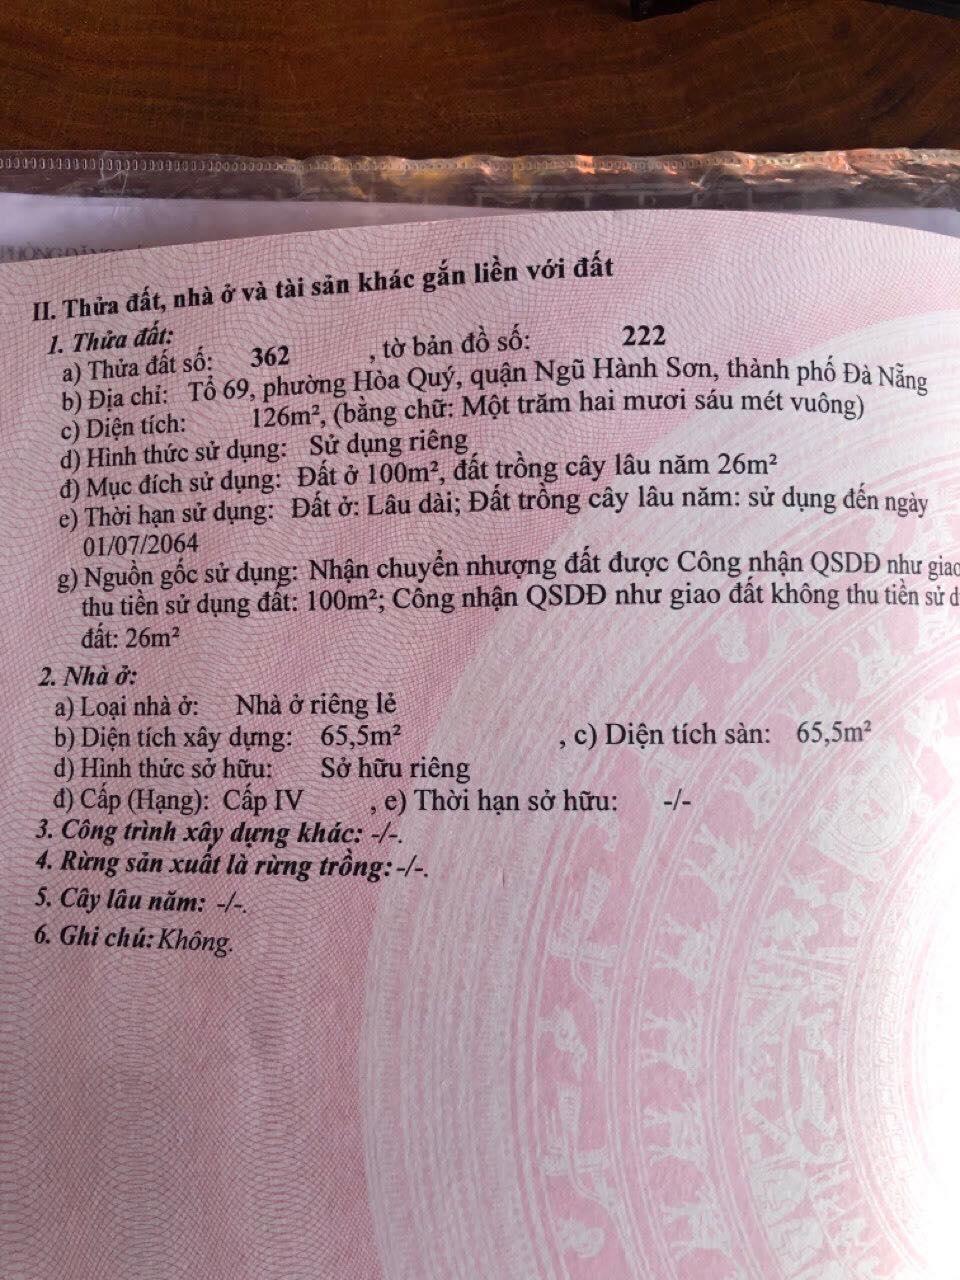 II. Thửa đất, nhà ở và tài sản khác gắn liền với đất
1. Thửa đất:
a) Thửa đất số: 362 , tờ bản đồ số: 222
b) Địa chỉ: Tổ 69, phường Hòa Quý, quận Ngũ Hành Sơn, thành phố Đà Nẵng
c) Diện tích: 126m², (bằng chữ: Một trăm hai mươi sáu mét vuông)
d) Hình thức sử dụng: Sử dụng riêng
đ) Mục đích sử dụng: Đất ở 100m², đất trồng cây lâu năm 26m²
e) Thời hạn sử dụng: Đất ở: Lâu dài; Đất trồng cây lâu năm: sử dụng đến ngày
01/07/2064
g) Nguồn gốc sử dụng: Nhận chuyển nhượng đất được Công nhận QSDĐ như giao
thu tiền sử dụng đất: 100m²; Công nhận QSDĐ như giao đất không thu tiền sử
đất: 26m²
2. Nhà ở:
a) Loại nhà ở: Nhà ở riêng lẻ
b) Diện tích xây dựng: 65,5m² , c) Diện tích sàn: 65,5m²
d) Hình thức sở hữu: Sở hữu riêng
đ) Cấp (Hạng): Cấp IV , e) Thời hạn sở hữu: -/-
3. Công trình xây dựng khác: -/-.
4. Rừng sản xuất là rừng trồng: -/-.
5. Cây lâu năm: -/-.
6. Ghi chú: Không.